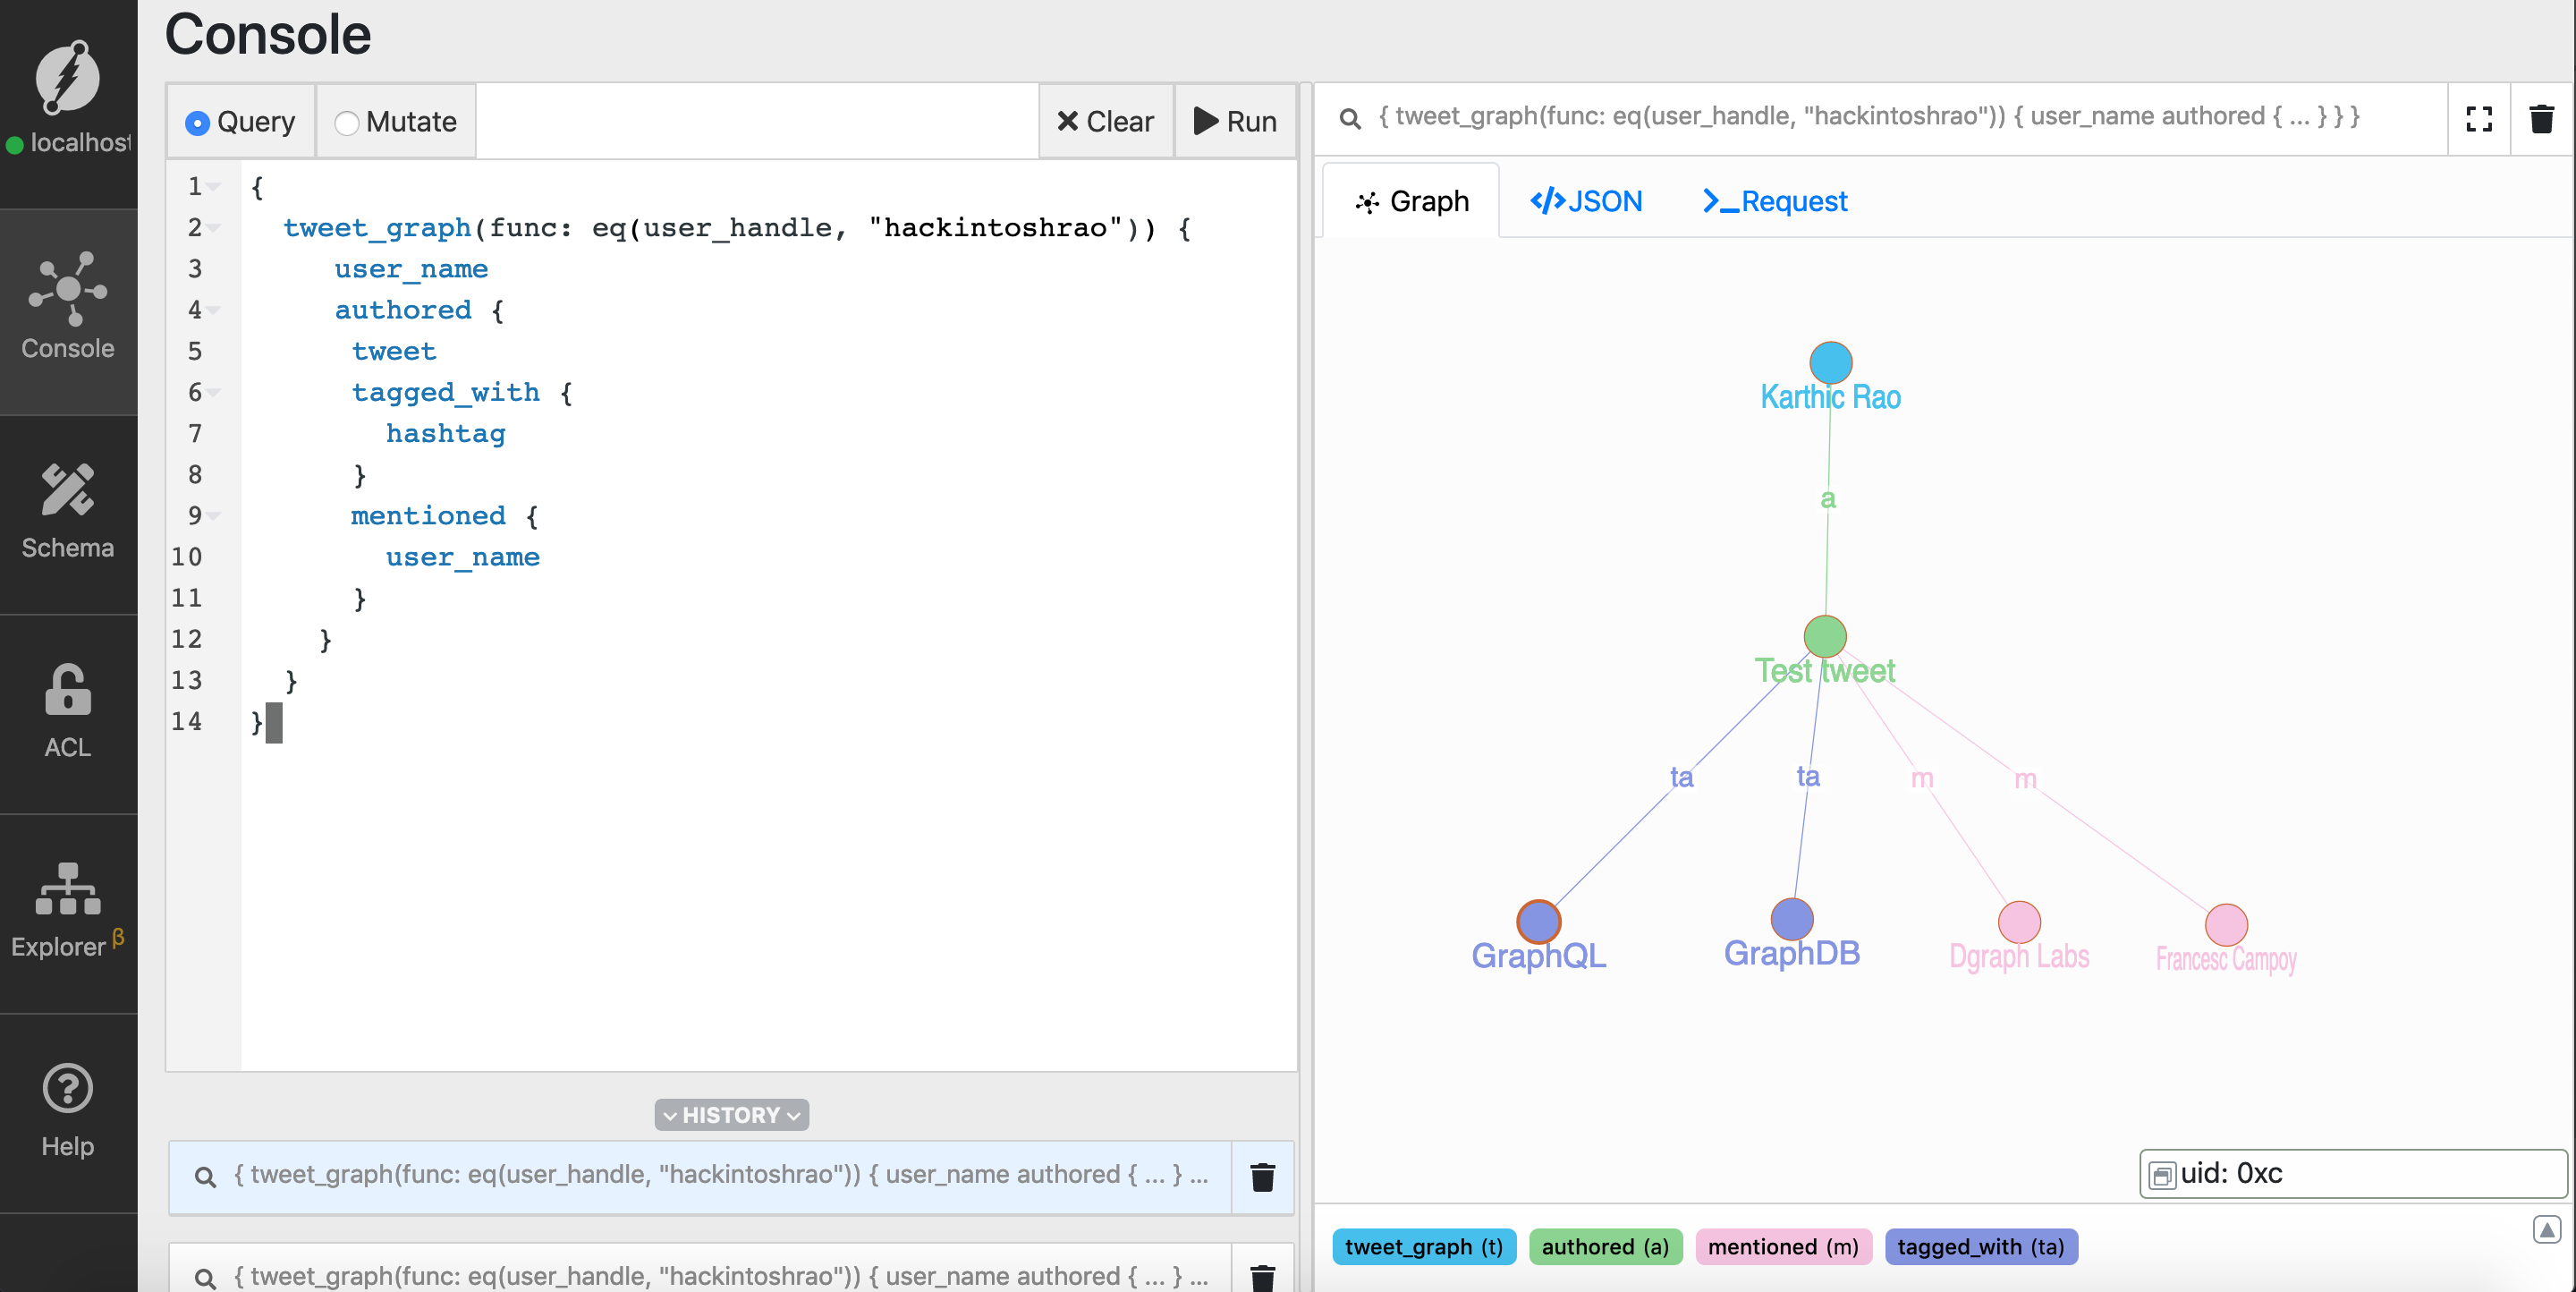 Console
localhost
Console
Schema
ACL
Explorer β
Help
Query
Mutate
Clear
Run
1 {
2 tweet_graph(func: eq(user_handle, "hackintoshrao")) {
3 user_name
4 authored {
5 tweet
6 tagged_with {
7 hashtag
8 }
9 mentioned {
10 user_name
11 }
12 }
13 }
14 }
HISTORY
{ tweet_graph(func: eq(user_handle, "hackintoshrao")) { user_name authored { ... } ...
{ tweet_graph(func: eq(user_handle, "hackintoshrao")) { user_name authored { ... } ...
{ tweet_graph(func: eq(user_handle, "hackintoshrao")) { user_name authored { ... } } }
Graph
</>JSON
>_Request
Karthic Rao
a
Test tweet
ta
ta
m
m
GraphQL
GraphDB
Dgraph Labs
Francesc Campoy
uid: 0xc
tweet_graph (t)
authored (a)
mentioned (m)
tagged_with (ta)